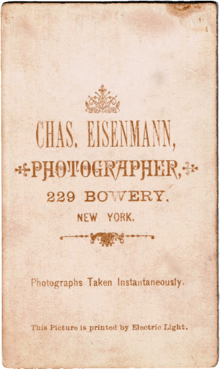 CHAS. EISENMANN,
PHOTOGRAPHER,
229 BOWERY.
NEW YORK.
Photographs Taken Instantaneously.
This Picture is printed by Electric Light.